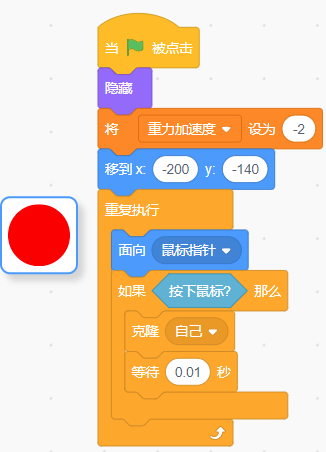 当 被点击
隐藏
将 重力加速度 设为 -2
移到 x: -200 y: -140
重复执行
面向 鼠标指针
如果 按下鼠标? 那么
克隆 自己
等待 0.01 秒